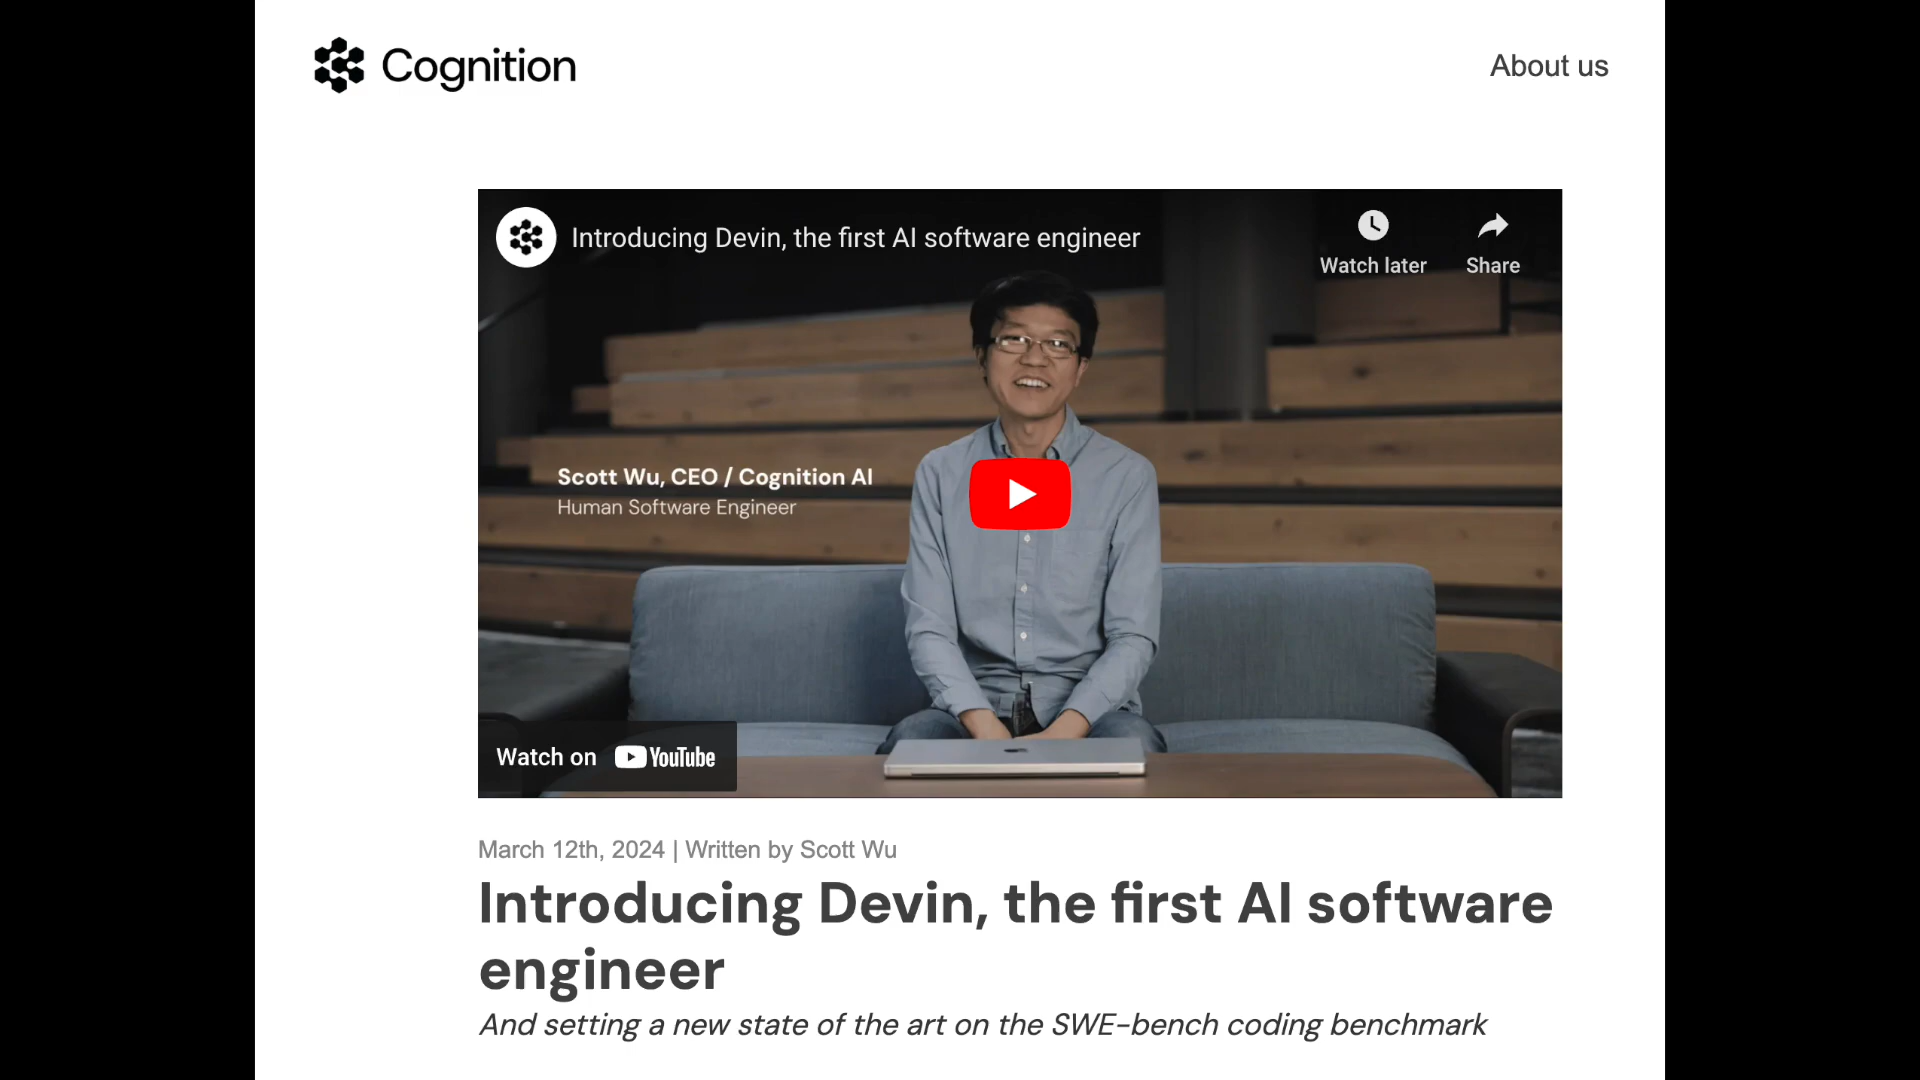 Cognition
About us
Introducing Devin, the first AI software engineer
Watch later
Share
Scott Wu, CEO / Cognition AI
Human Software Engineer
Watch on YouTube
March 12th, 2024 | Written by Scott Wu
Introducing Devin, the first AI software
engineer
And setting a new state of the art on the SWE-bench coding benchmark